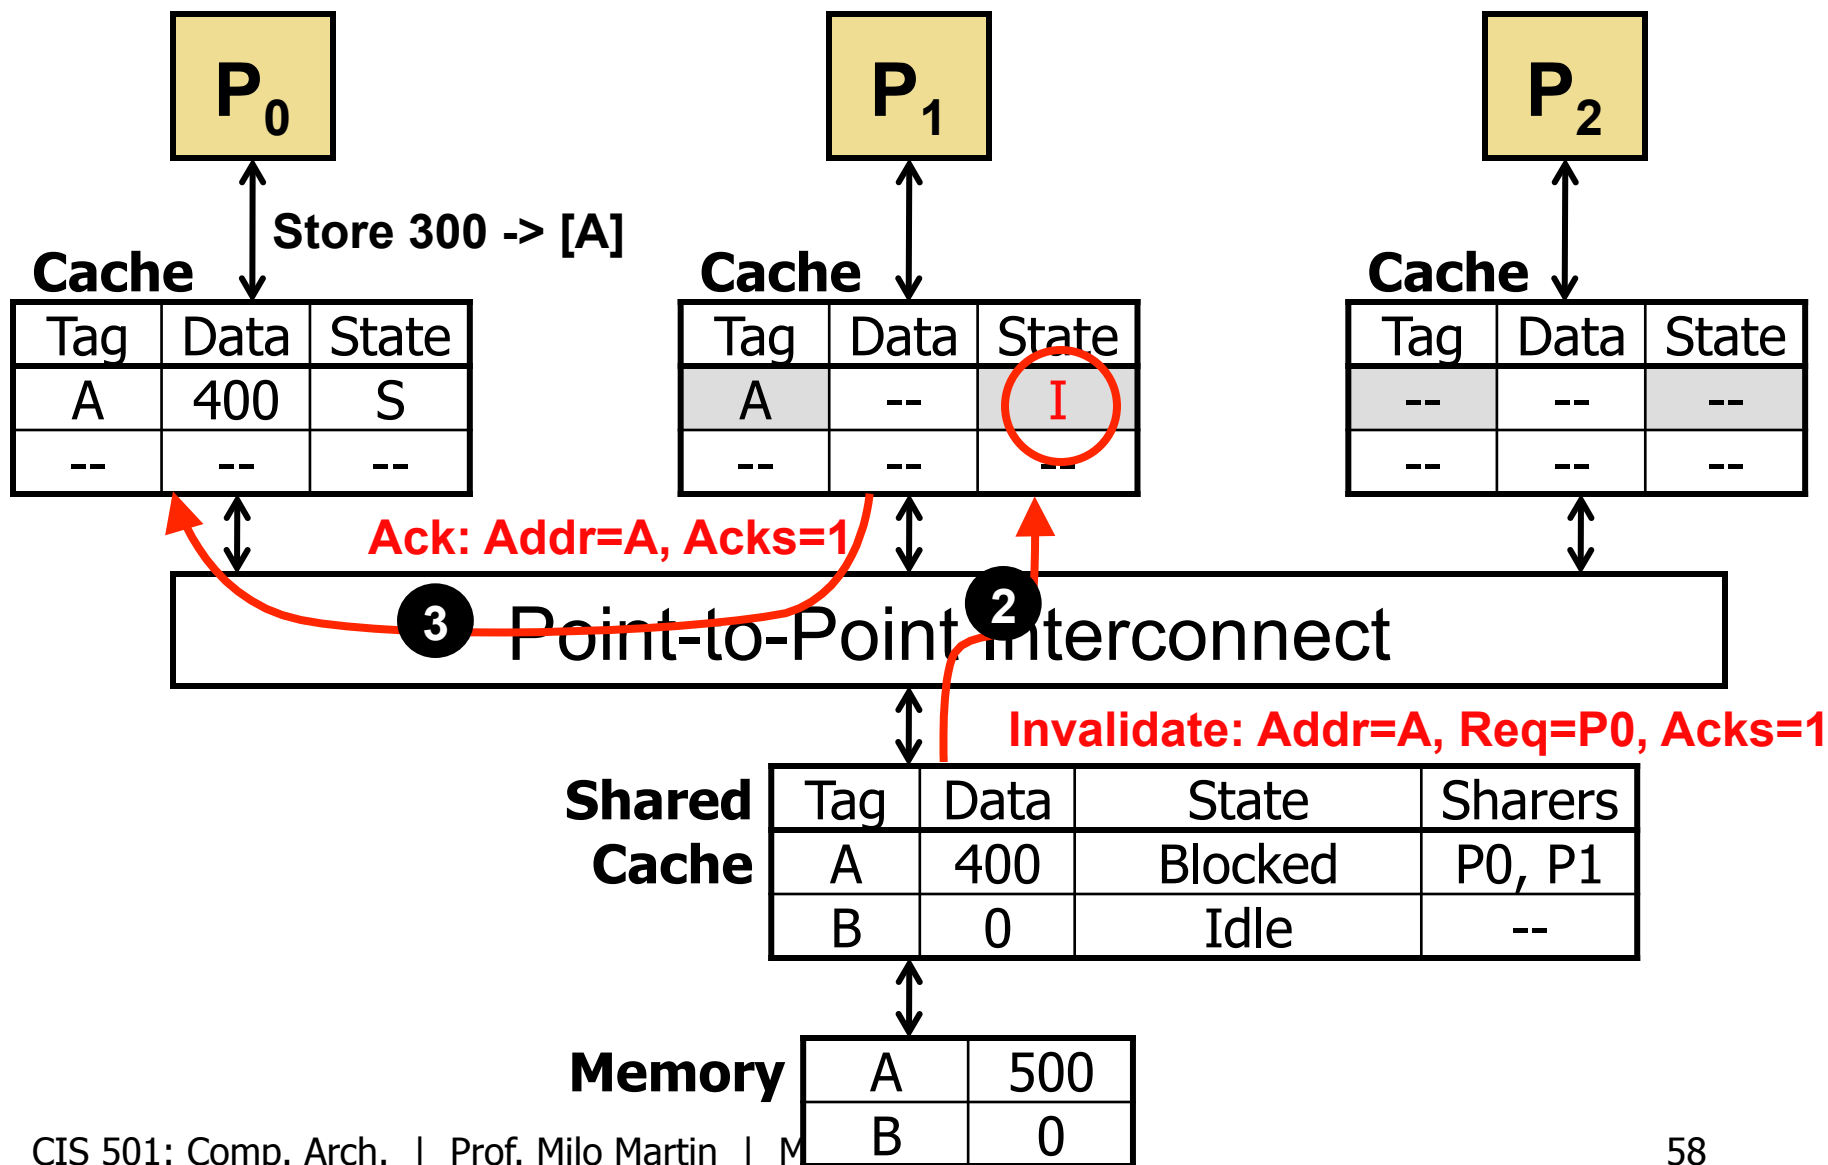 P0 P1 P2
Store 300 -> [A]
Cache Cache Cache
Tag Data State Tag Data State Tag Data State
A 400 S A -- I -- -- --
-- -- -- -- -- -- -- -- --
Ack: Addr=A, Acks=1
3 Point-to-Point Interconnect 2
Invalidate: Addr=A, Req=P0, Acks=1
Shared Tag Data State Sharers
Cache A 400 Blocked P0, P1
B 0 Idle --
Memory A 500
B 0
CIS 501: Comp. Arch. | Prof. Milo Martin | M 58